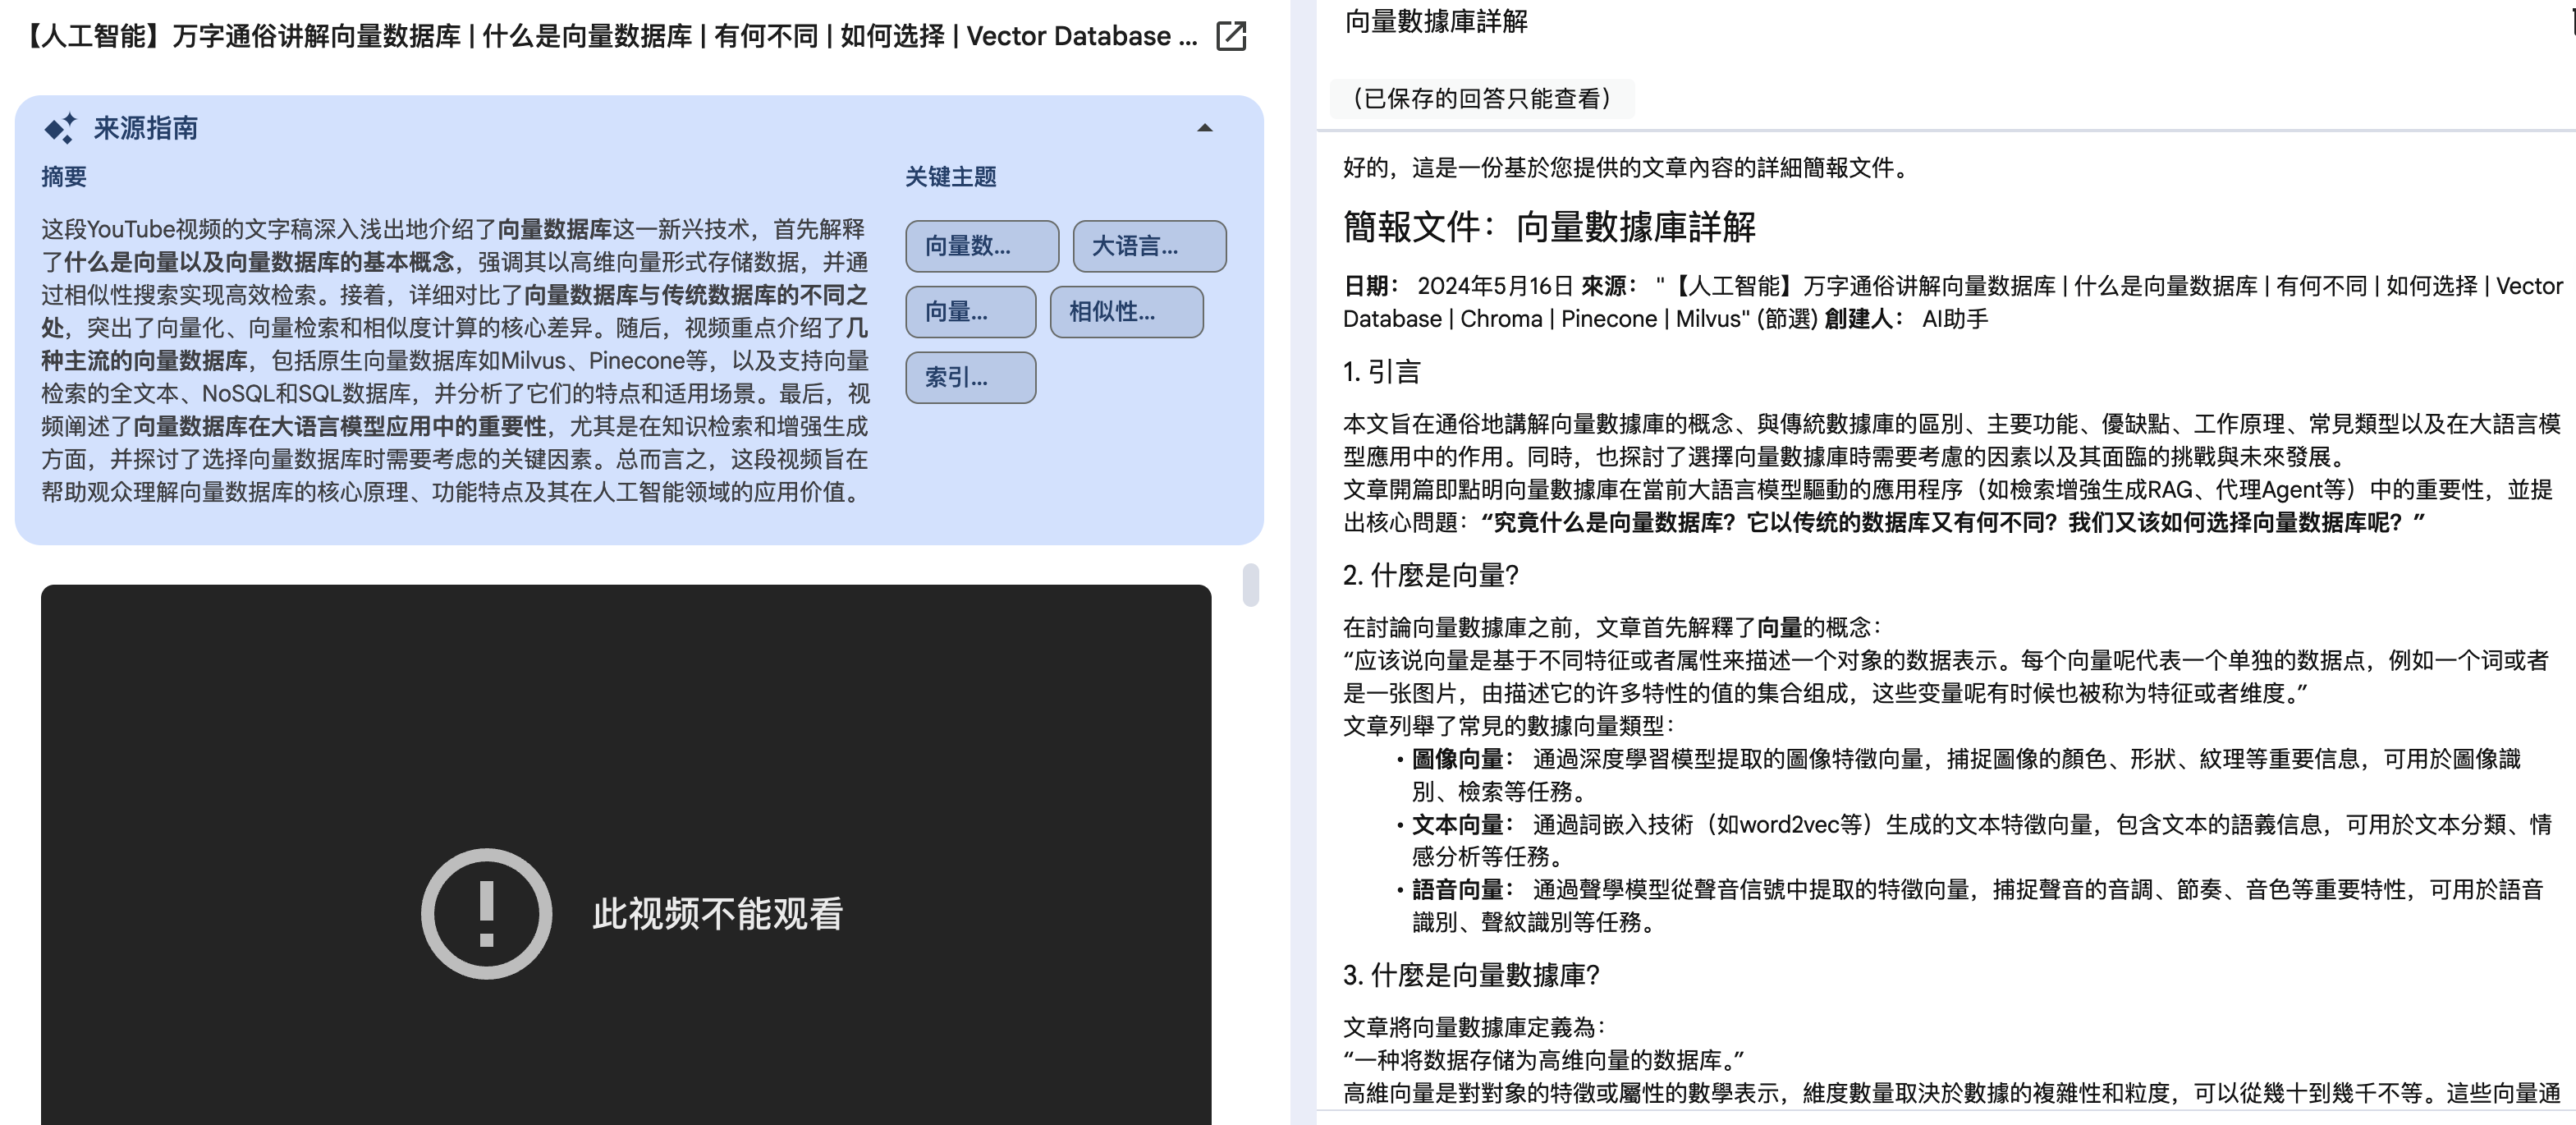 【人工智能】万字通俗讲解向量数据库 | 什么是向量数据库 | 有何不同 | 如何选择 | Vector Database ...
来源指南
摘要
这段YouTube视频的文字稿深入浅出地介绍了向量数据库这一新兴技术，首先解释
了什么是向量以及向量数据库的基本概念，强调其以高维向量形式存储数据，并通
过相似性搜索实现高效检索。接着，详细对比了向量数据库与传统数据库的不同之
处，突出了向量化、向量检索和相似度计算的核心差异。随后，视频重点介绍了几
种主流的向量数据库，包括原生向量数据库如Milvus、Pinecone等，以及支持向量
检索的全文本、NoSQL和SQL数据库，并分析了它们的特点和适用场景。最后，视
频阐述了向量数据库在大语言模型应用中的重要性，尤其是在知识检索和增强生成
方面，并探讨了选择向量数据库时需要考虑的关键因素。总而言之，这段视频旨在
帮助观众理解向量数据库的核心原理、功能特点及其在人工智能领域的应用价值。
关键主题
向量数...
大语言...
向量...
相似性...
索引...
此视频不能观看
向量數據庫詳解
（已保存的回答只能查看）
好的，這是一份基於您提供的文章內容的詳細簡報文件。
簡報文件：向量數據庫詳解
日期： 2024年5月16日 來源： "【人工智能】万字通俗讲解向量数据库 | 什么是向量数据库 | 有何不同 | 如何选择 | Vector
Database | Chroma | Pinecone | Milvus" (節選) 創建人： AI助手
1. 引言
本文旨在通俗地講解向量數據庫的概念、與傳統數據庫的區別、主要功能、優缺點、工作原理、常見類型以及在大語言模
型應用中的作用。同時，也探討了選擇向量數據庫時需要考慮的因素以及其面臨的挑戰與未來發展。
文章開篇即點明向量數據庫在當前大語言模型驅動的應用程序（如檢索增強生成RAG、代理Agent等）中的重要性，並提
出核心問題：“究竟什么是向量数据库？它以传统的数据库又有何不同？我们又该如何选择向量数据库呢？”
2. 什麼是向量?
在討論向量數據庫之前，文章首先解釋了向量的概念：
“应该说向量是基于不同特征或者属性来描述一个对象的数据表示。每个向量呢代表一个单独的数据点，例如一个词或者
是一张图片，由描述它的许多特性的值的集合组成，这些变量呢有时候也被称为特征或者维度。”
文章列舉了常見的數據向量類型：
• 圖像向量： 通過深度學習模型提取的圖像特徵向量，捕捉圖像的顏色、形狀、紋理等重要信息，可用於圖像識
別、檢索等任務。
• 文本向量： 通過詞嵌入技術（如word2vec等）生成的文本特徵向量，包含文本的語義信息，可用於文本分類、情
感分析等任務。
• 語音向量： 通過聲學模型從聲音信號中提取的特徵向量，捕捉聲音的音調、節奏、音色等重要特性，可用於語音
識別、聲紋識別等任務。
3. 什麼是向量數據庫?
文章將向量數據庫定義為：
“一种将数据存储为高维向量的数据库。”
高維向量是對對象的特徵或屬性的數學表示，維度數量取決於數據的複雜性和粒度，可以從幾十到幾千不等。這些向量通